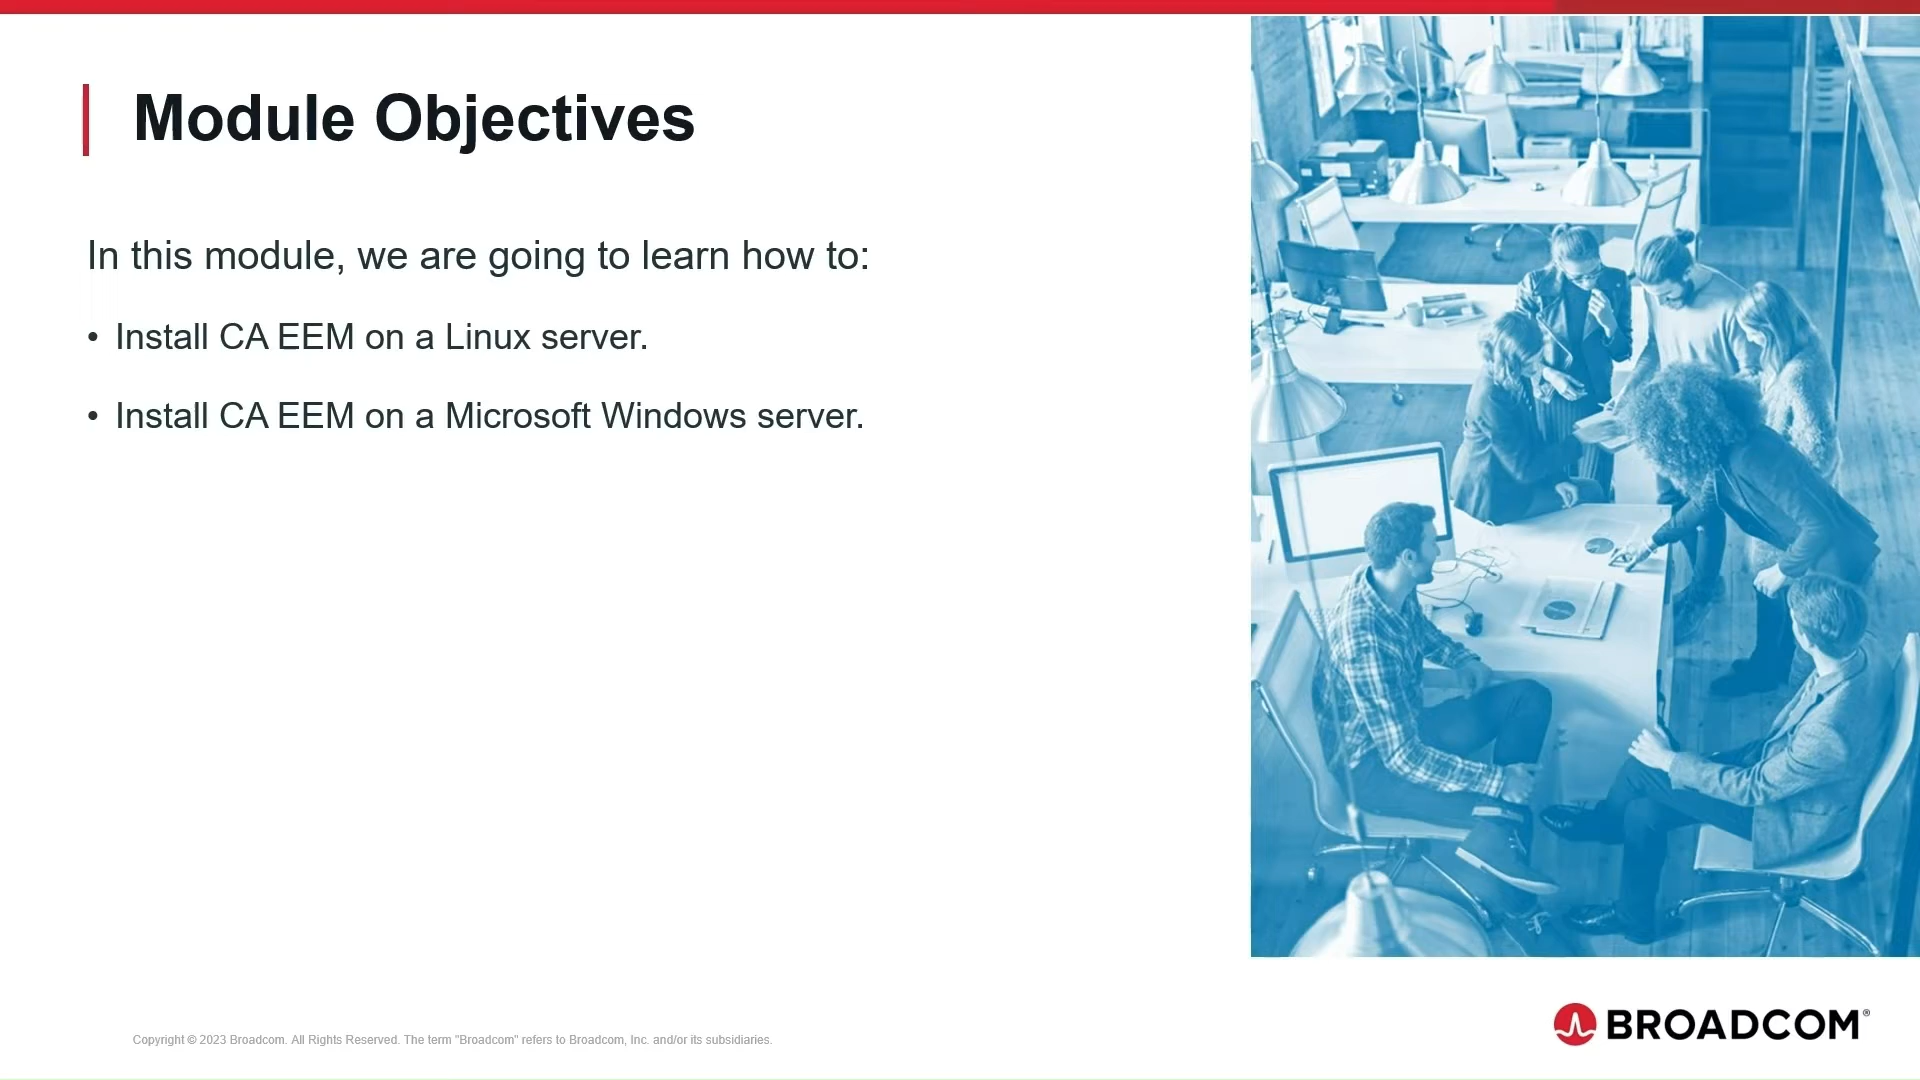 Module Objectives
In this module, we are going to learn how to:
• Install CA EEM on a Linux server.
• Install CA EEM on a Microsoft Windows server.
Copyright © 2023 Broadcom. All Rights Reserved. The term "Broadcom" refers to Broadcom, Inc. and/or its subsidiaries.
BROADCOM®